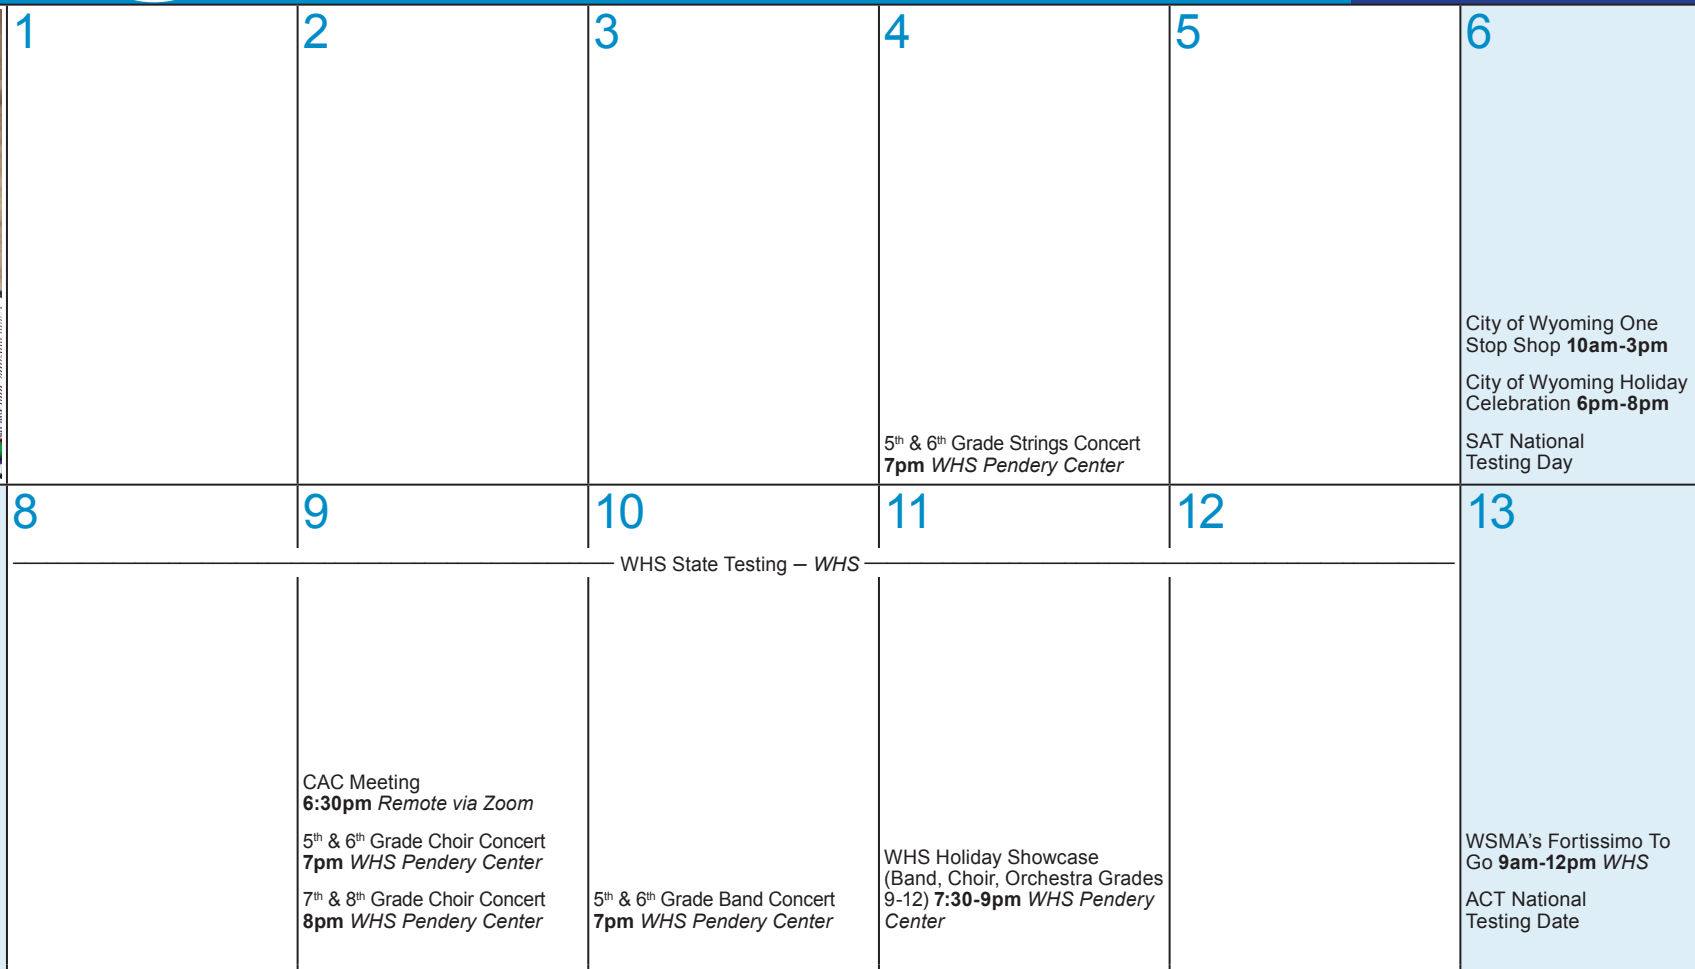 1
2
3
4
5
6
5th & 6th Grade Strings Concert
7pm WHS Pendery Center
City of Wyoming One
Stop Shop 10am-3pm
City of Wyoming Holiday
Celebration 6pm-8pm
SAT National
Testing Day
8
9
10
11
12
13
WHS State Testing – WHS
CAC Meeting
6:30pm Remote via Zoom
5th & 6th Grade Choir Concert
7pm WHS Pendery Center
7th & 8th Grade Choir Concert
8pm WHS Pendery Center
5th & 6th Grade Band Concert
7pm WHS Pendery Center
WHS Holiday Showcase
(Band, Choir, Orchestra Grades
9-12) 7:30-9pm WHS Pendery
Center
WSMA’s Fortissimo To
Go 9am-12pm WHS
ACT National
Testing Date